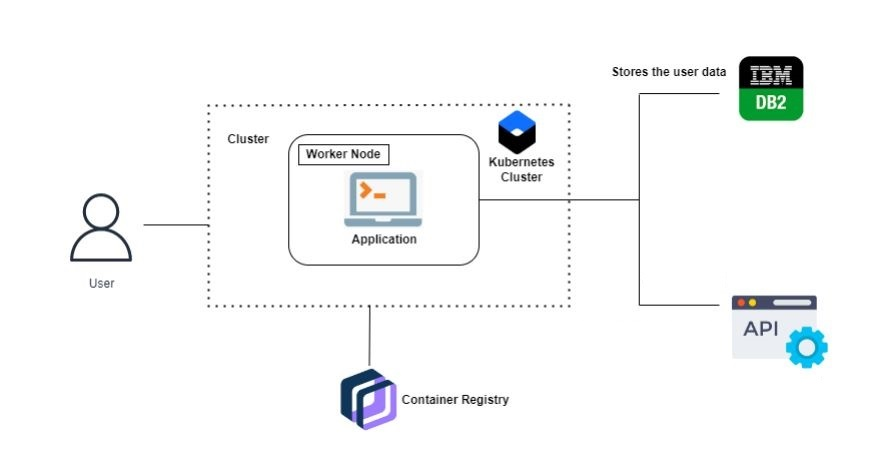 Stores the user data
IBM
DB2
Cluster
Worker Node
Kubernetes
Cluster
Application
User
API
Container Registry